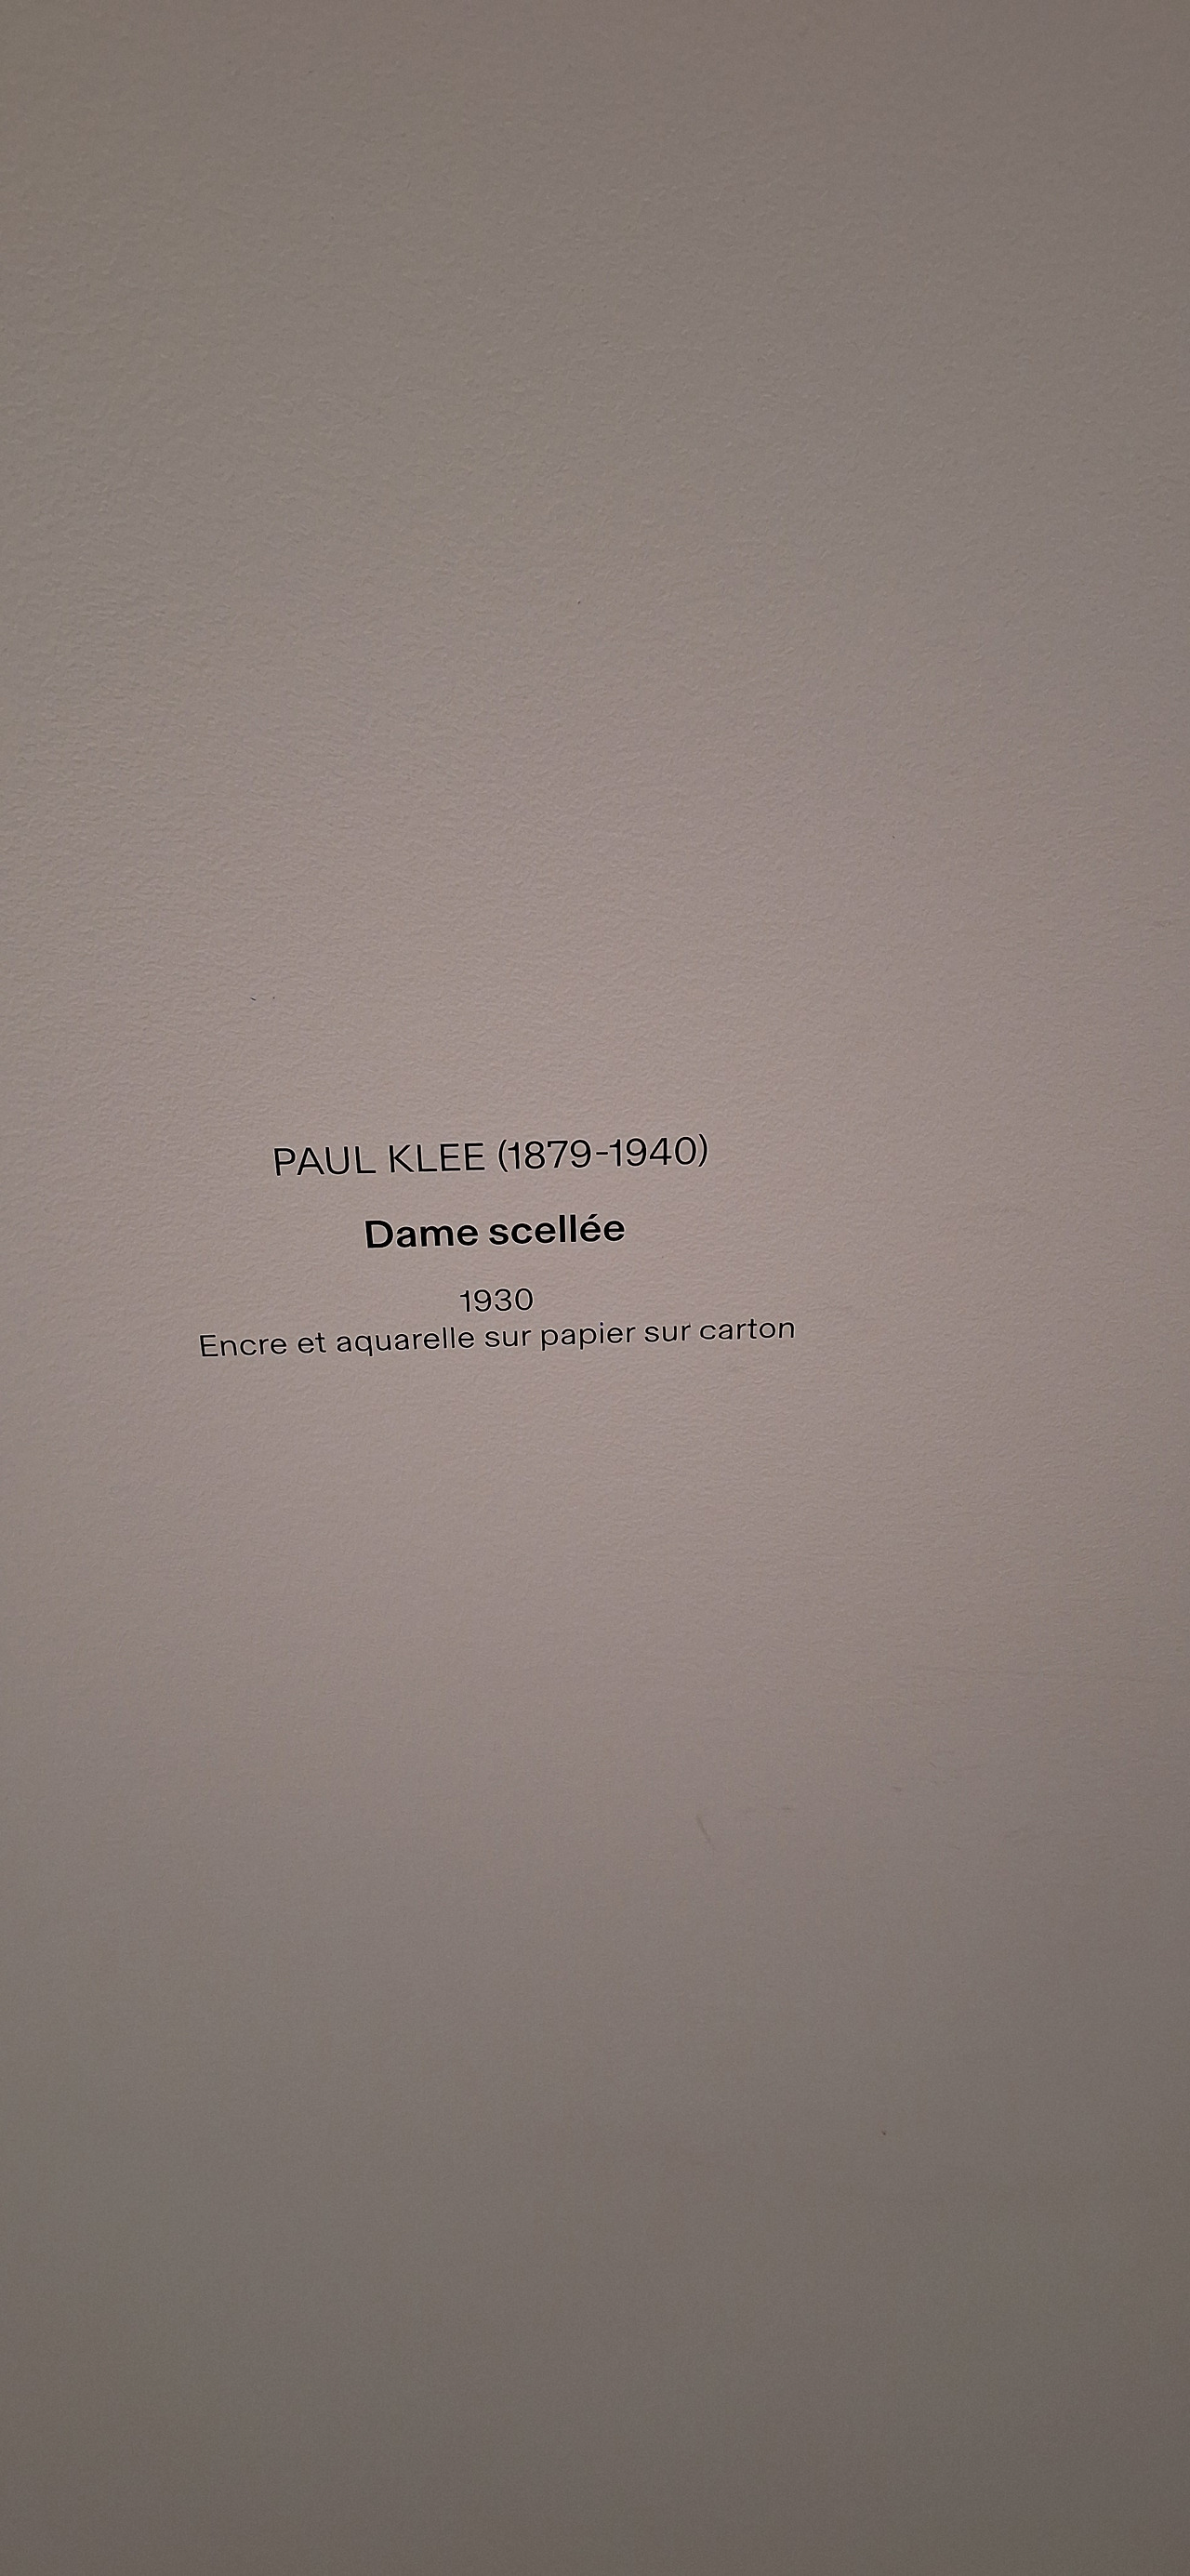 PAUL KLEE (1879-1940)
Dame scellée
1930
Encre et aquarelle sur papier sur carton